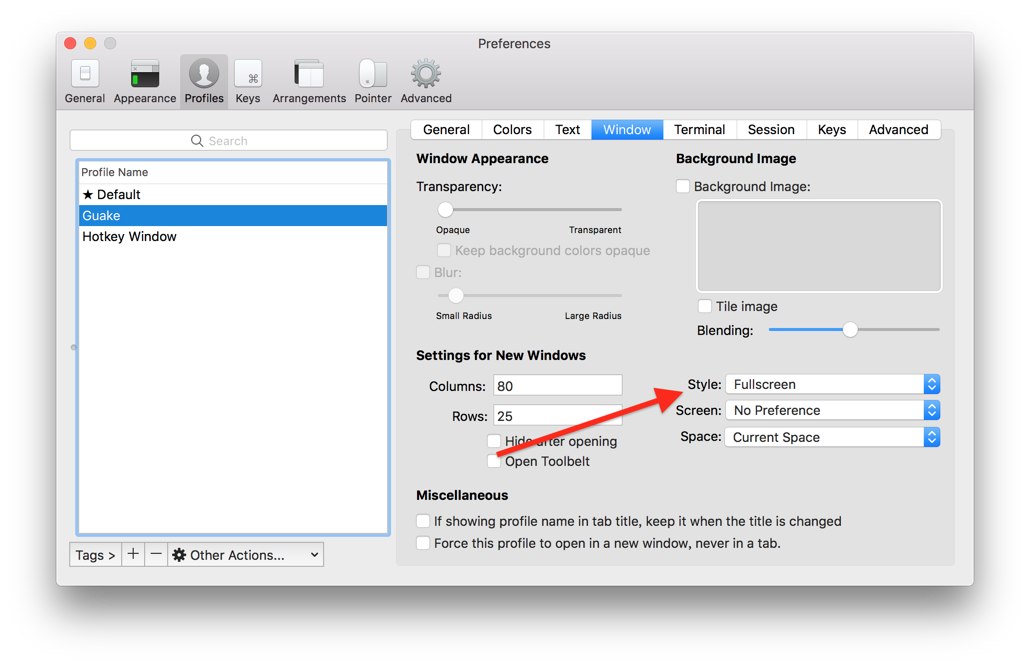 Preferences
General Appearance Profiles Keys Arrangements Pointer Advanced
Search
Profile Name
★ Default
Guake
Hotkey Window
Tags > + − Other Actions...
General Colors Text Window Terminal Session Keys Advanced
Window Appearance
Transparency:
Opaque Transparent
Keep background colors opaque
Blur:
Small Radius Large Radius
Background Image
Background Image:
Tile image
Blending:
Settings for New Windows
Columns: 80
Rows: 25
Hide after opening
Open Toolbelt
Style: Fullscreen
Screen: No Preference
Space: Current Space
Miscellaneous
If showing profile name in tab title, keep it when the title is changed
Force this profile to open in a new window, never in a tab.